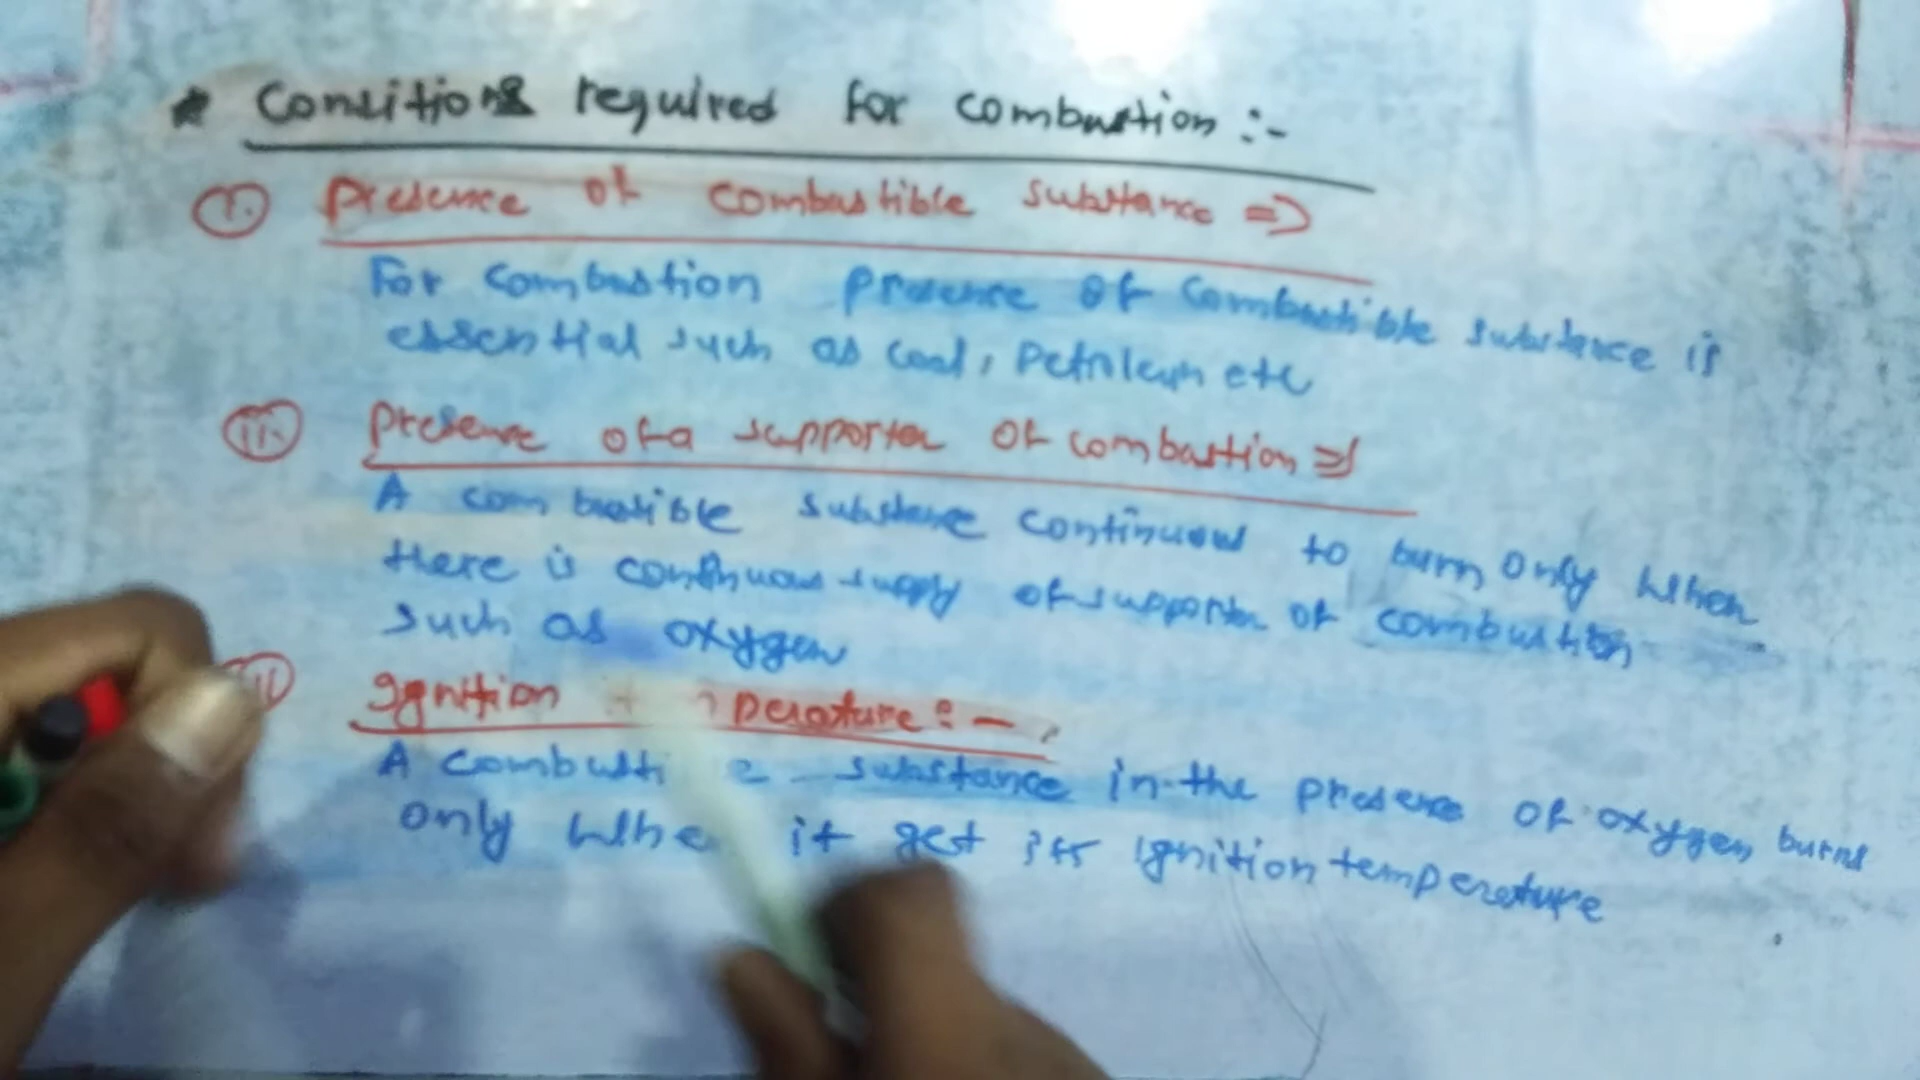 * Conditions required for combustion :-
I. Presence of combustible substance =>
For combustion presence of combustible substance is
essential such as coal, Petroleum etc
II. Presence of a supporter of combustion =>
A combustible substance continuous to burn only when
there is continuous supply of supporter of combustion
such as oxygen
Ignition perature :-
A combusti e substance in the presence of oxygen burns
only whe it get its ignition temperature